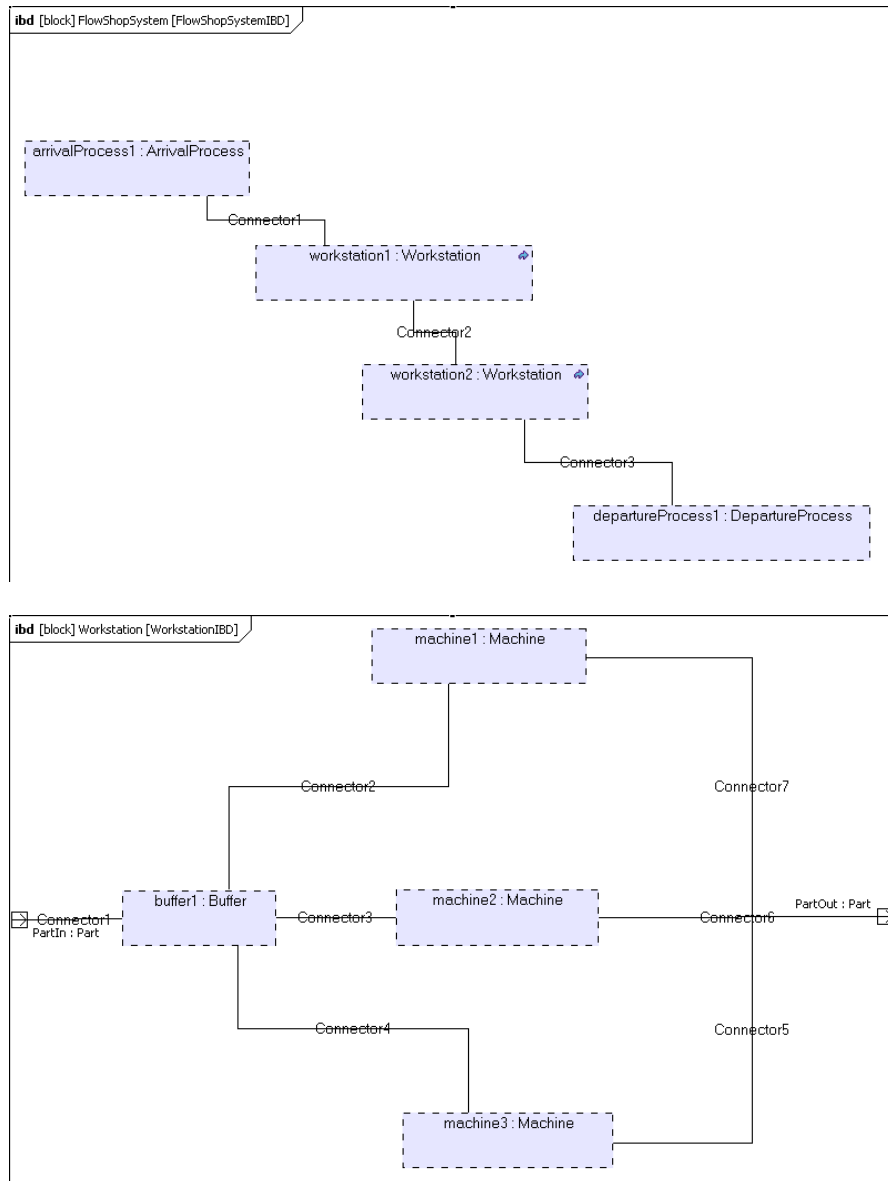 ibd [block] FlowShopSystem [FlowShopSystemIBD]
arrivalProcess1 : ArrivalProcess
Connector1
workstation1 : Workstation
Connector2
workstation2 : Workstation
Connector3
departureProcess1 : DepartureProcess
ibd [block] Workstation [WorkstationIBD]
machine1 : Machine
Connector2
Connector7
buffer1 : Buffer
machine2 : Machine
PartOut : Part
Connector1
Connector3
Connector6
PartIn : Part
Connector4
Connector5
machine3 : Machine